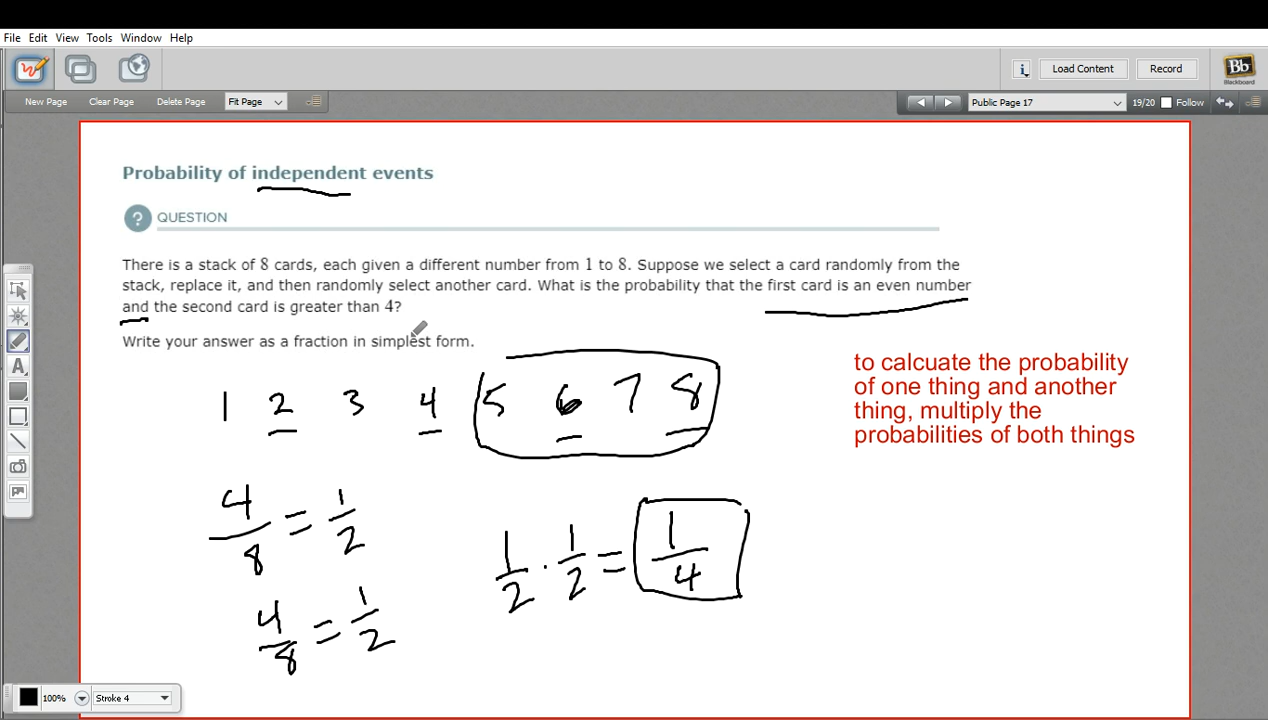 File Edit View Tools Window Help
Load Content Record Bb Blackboard
New Page Clear Page Delete Page Fit Page Public Page 17 19/20 Follow
Probability of independent events
? QUESTION
There is a stack of 8 cards, each given a different number from 1 to 8. Suppose we select a card randomly from the
stack, replace it, and then randomly select another card. What is the probability that the first card is an even number
and the second card is greater than 4?
Write your answer as a fraction in simplest form.
to calcuate the probability
of one thing and another
thing, multiply the
probabilities of both things
1 2 3 4 5 6 7 8
4/8 = 1/2
1/2 · 1/2 = 1/4
4/8 = 1/2
A
100% Stroke 4